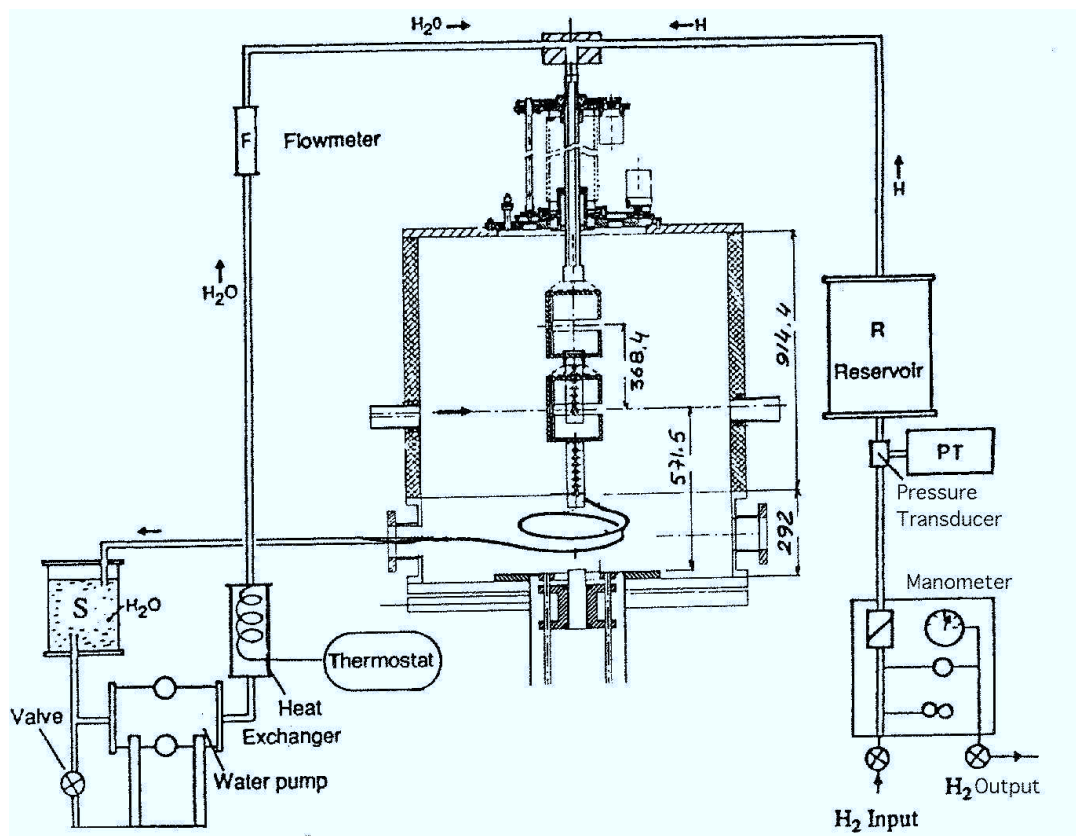 H₂O →
← H
F
Flowmeter
↑
H
↑
H₂O
R
Reservoir
368.4
914.4
571.5
292
PT
Pressure
Transducer
Manometer
S
H₂O
Thermostat
Heat
Exchanger
Valve
Water pump
H₂ Output
H₂ Input